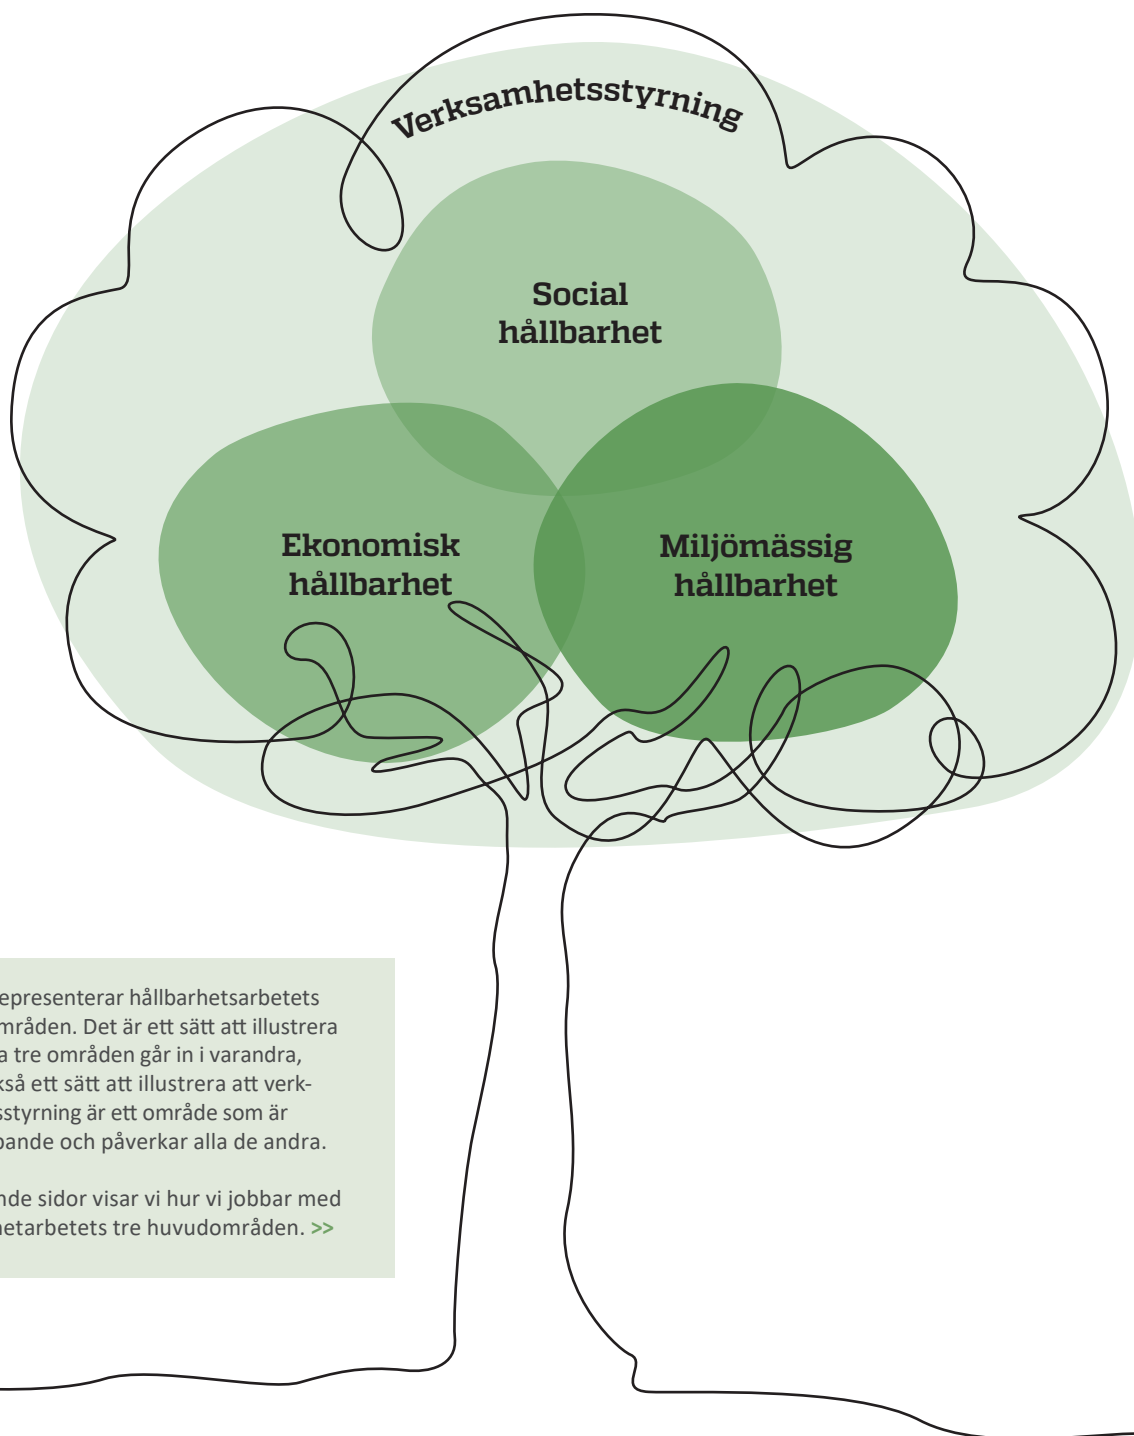 Verksamhetsstyrning
Social
hållbarhet
Ekonomisk
hållbarhet
Miljömässig
hållbarhet
epresenterar hållbarhetsarbetets
mråden. Det är ett sätt att illustrera
a tre områden går in i varandra,
kså ett sätt att illustrera att verk-
sstyrning är ett område som är
pande och påverkar alla de andra.
nde sidor visar vi hur vi jobbar med
netarbetets tre huvudområden. >>